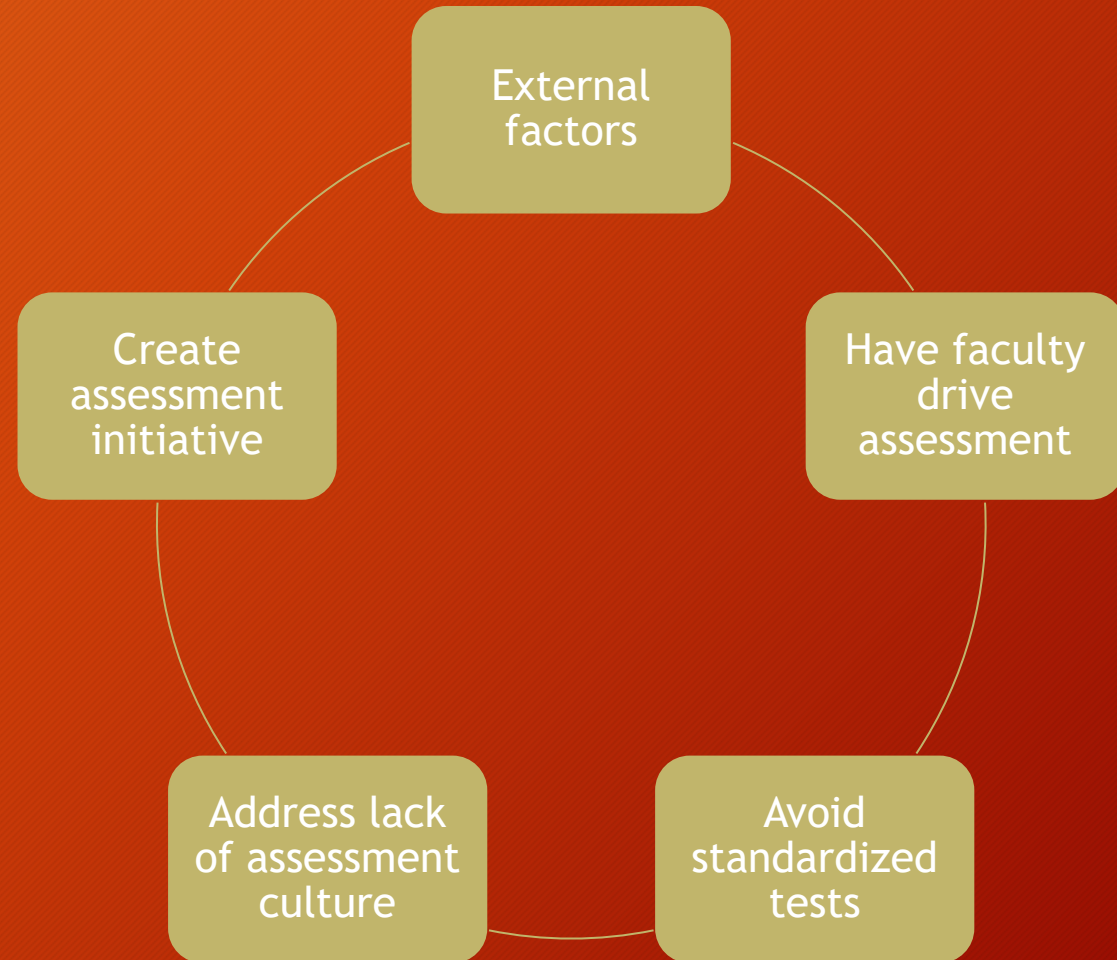 External
factors
Have faculty
drive
assessment
Avoid
standardized
tests
Address lack
of assessment
culture
Create
assessment
initiative